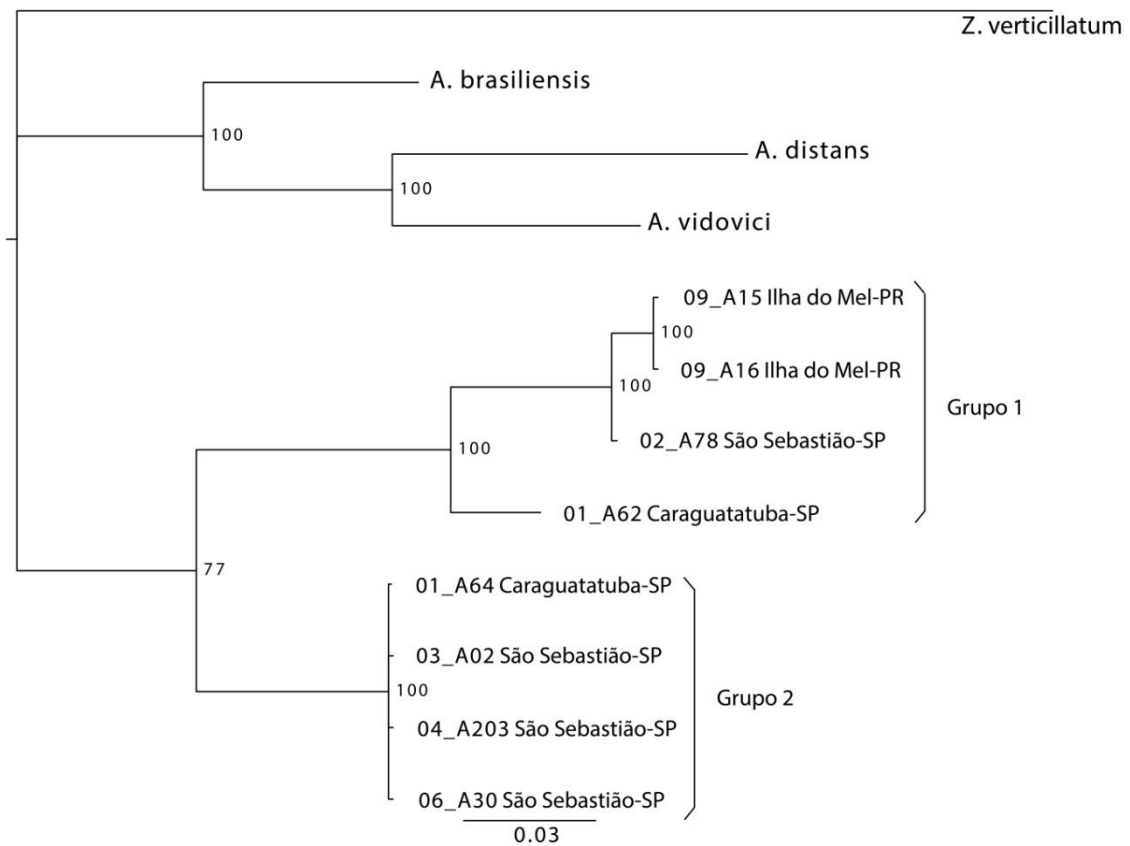 Z. verticillatum
A. brasiliensis
100
A. distans
100
A. vidovici
09_A15 Ilha do Mel-PR
100
09_A16 Ilha do Mel-PR
100
Grupo 1
02_A78 São Sebastião-SP
100
01_A62 Caraguatatuba-SP
77
01_A64 Caraguatatuba-SP
03_A02 São Sebastião-SP
100
Grupo 2
04_A203 São Sebastião-SP
06_A30 São Sebastião-SP
0.03